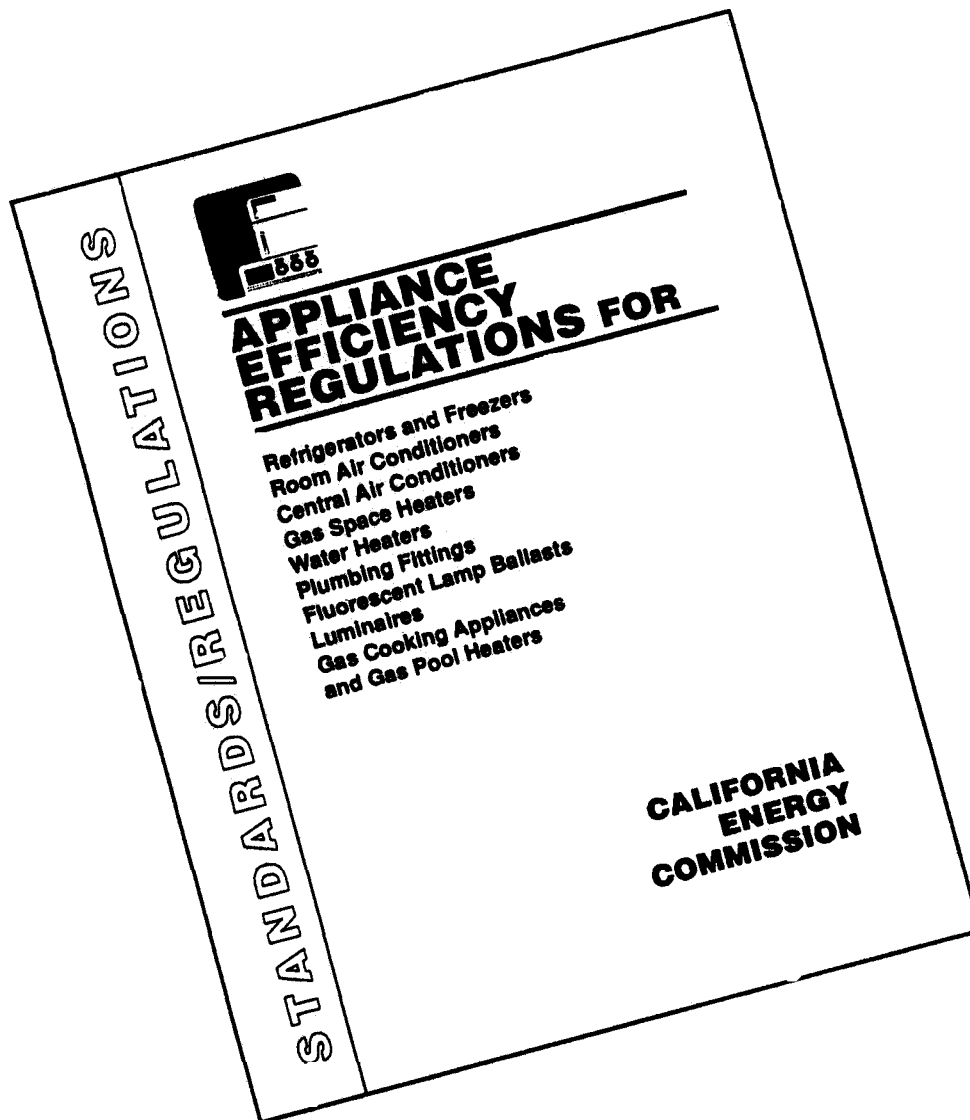 STANDARDS/REGULATIONS
APPLIANCE
EFFICIENCY
REGULATIONS FOR
Refrigerators and Freezers
Room Air Conditioners
Central Air Conditioners
Gas Space Heaters
Water Heaters
Plumbing Fittings
Fluorescent Lamp Ballasts
Luminaires
Gas Cooking Appliances
and Gas Pool Heaters
CALIFORNIA
ENERGY
COMMISSION